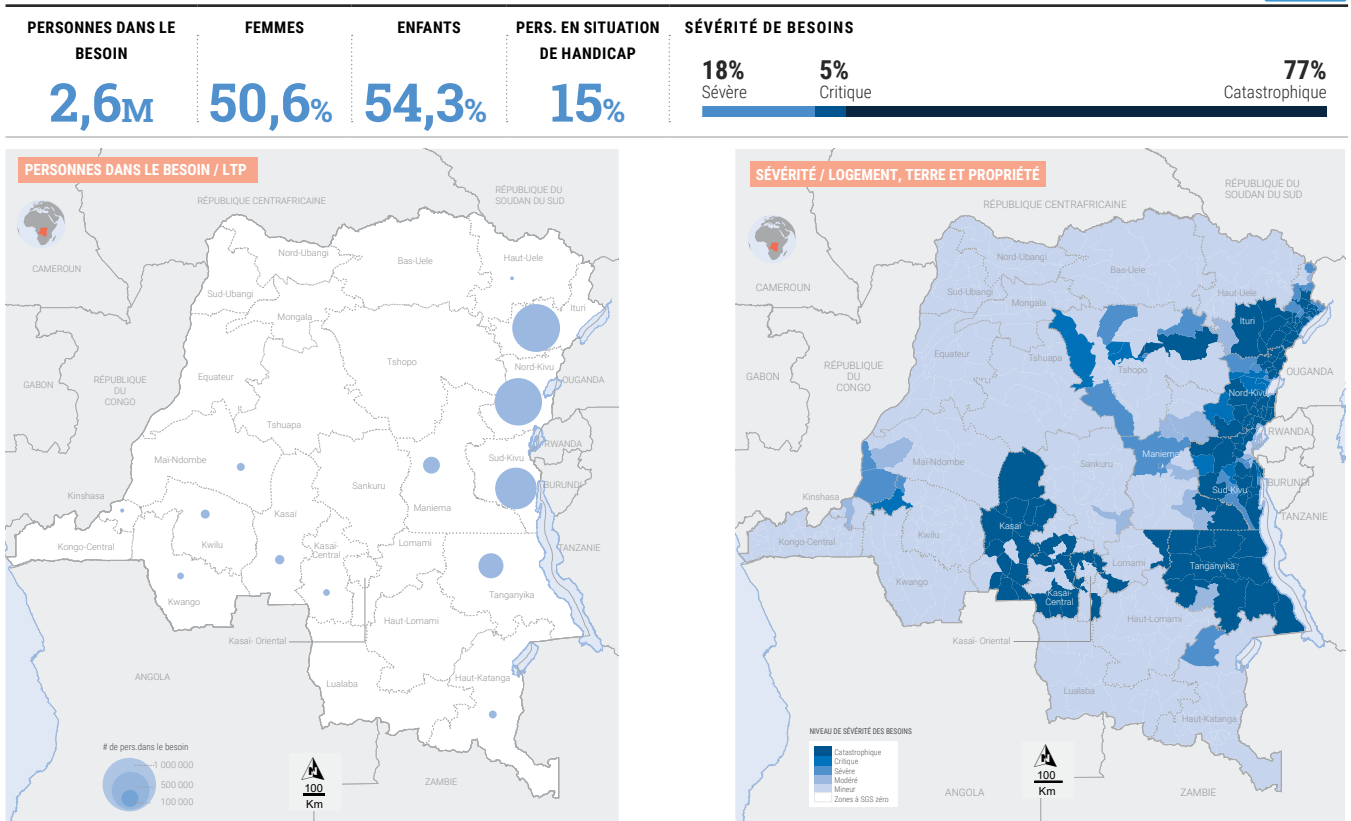 PERSONNES DANS LE
BESOIN
2,6M
FEMMES
50,6%
ENFANTS
54,3%
PERS. EN SITUATION
DE HANDICAP
15%
SÉVÉRITÉ DE BESOINS
18%
Sévère
5%
Critique
77%
Catastrophique
PERSONNES DANS LE BESOIN / LTP
RÉPUBLIQUE CENTRAFRICAINE
RÉPUBLIQUE DU
SOUDAN DU SUD
CAMEROUN
Nord-Ubangi
Bas-Uele
Haut-Uele
Sud-Ubangi
Ituri
Mongala
Tshopo
Nord-Kivu
GABON
RÉPUBLIQUE
DU
CONGO
Equateur
OUGANDA
Tshuapa
RWANDA
Maï-Ndombe
Sud-Kivu
Sankuru
BURUNDI
Kinshasa
Maniema
Kasaï
Kongo-Central
Kwilu
Kasaï-
Central
Lomami
TANZANIE
Kwango
Tanganyika
Haut-Lomami
Kasaï- Oriental
ANGOLA
Lualaba
Haut-Katanga
# de pers.dans le besoin
1 000 000
500 000
100 000
N
100
Km
ZAMBIE
SÉVÉRITÉ / LOGEMENT, TERRE ET PROPRIÉTÉ
RÉPUBLIQUE DU
SOUDAN DU SUD
RÉPUBLIQUE CENTRAFRICAINE
CAMEROUN
Nord-Ubangi
Bas-Uele
Sud-Ubangi
Haut-Uele
Mongala
Ituri
Equateur
Tshuapa
Tshopo
RÉPUBLIQUE
DU
CONGO
GABON
OUGANDA
Nord-Kivu
RWANDA
Maï-Ndombe
Sankuru
Maniema
BURUNDI
Sud-Kivu
Kinshasa
TANZANIE
Kasaï
Kongo-Central
Kwilu
Lomami
Tanganyika
Kwango
Kasaï-
Central
Haut-Lomami
Kasaï- Oriental
Lualaba
Haut-Katanga
NIVEAU DE SÉVÉRITÉ DES BESOINS
Catastrophique
Critique
Sévère
Modéré
Mineur
Zones à SGS zéro
N
100
Km
ANGOLA
ZAMBIE